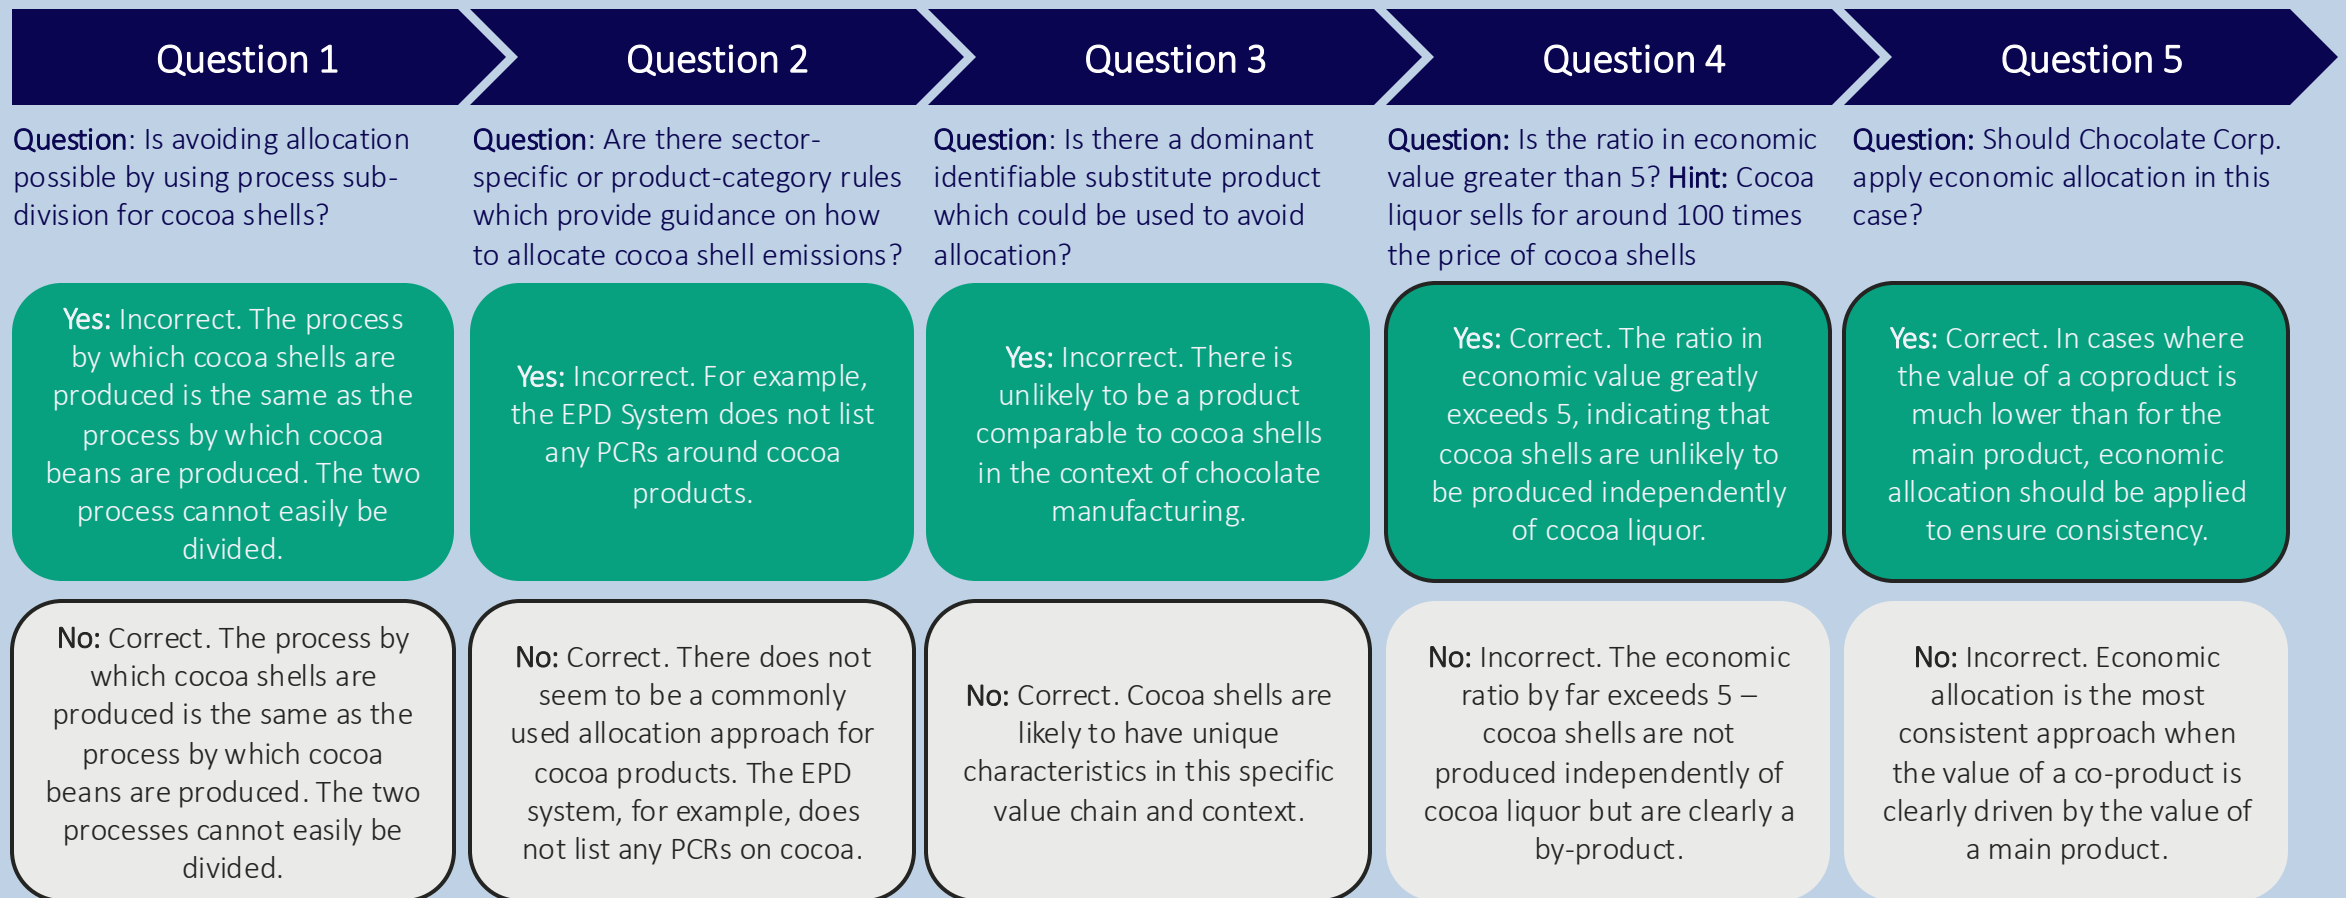 Question 1
Question 2
Question 3
Question 4
Question 5
Question: Is avoiding allocation
possible by using process sub-
division for cocoa shells?
Question: Are there sector-
specific or product-category rules
which provide guidance on how
to allocate cocoa shell emissions?
Question: Is there a dominant
identifiable substitute product
which could be used to avoid
allocation?
Question: Is the ratio in economic
value greater than 5? Hint: Cocoa
liquor sells for around 100 times
the price of cocoa shells
Question: Should Chocolate Corp.
apply economic allocation in this
case?
Yes: Incorrect. The process
by which cocoa shells are
produced is the same as the
process by which cocoa
beans are produced. The two
process cannot easily be
divided.
Yes: Incorrect. For example,
the EPD System does not list
any PCRs around cocoa
products.
Yes: Incorrect. There is
unlikely to be a product
comparable to cocoa shells
in the context of chocolate
manufacturing.
Yes: Correct. The ratio in
economic value greatly
exceeds 5, indicating that
cocoa shells are unlikely to
be produced independently
of cocoa liquor.
Yes: Correct. In cases where
the value of a coproduct is
much lower than for the
main product, economic
allocation should be applied
to ensure consistency.
No: Correct. The process by
which cocoa shells are
produced is the same as the
process by which cocoa
beans are produced. The two
processes cannot easily be
divided.
No: Correct. There does not
seem to be a commonly
used allocation approach for
cocoa products. The EPD
system, for example, does
not list any PCRs on cocoa.
No: Correct. Cocoa shells are
likely to have unique
characteristics in this specific
value chain and context.
No: Incorrect. The economic
ratio by far exceeds 5 –
cocoa shells are not
produced independently of
cocoa liquor but are clearly a
by-product.
No: Incorrect. Economic
allocation is the most
consistent approach when
the value of a co-product is
clearly driven by the value of
a main product.